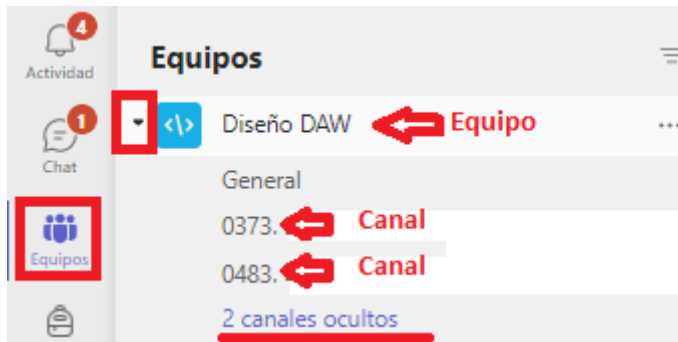 4
Actividad
Equipos
1
Chat
Diseño DAW Equipo
General
Equipos
0373. Canal
0483. Canal
2 canales ocultos